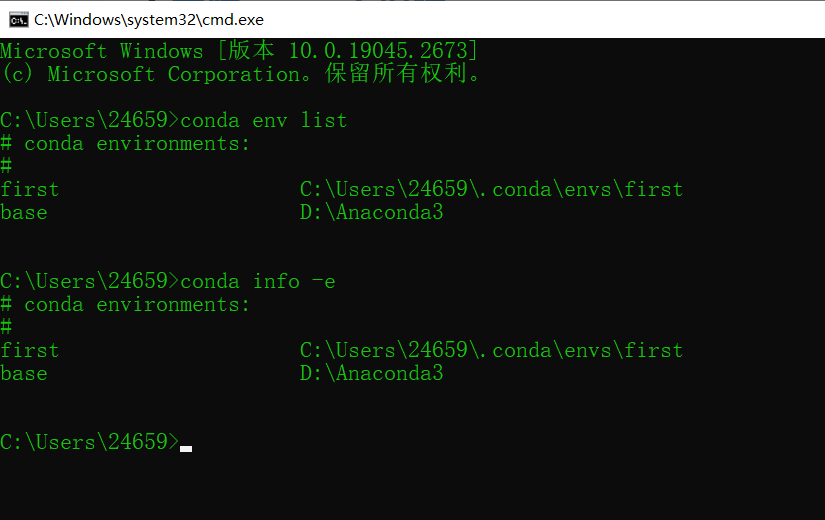 C:\Windows\system32\cmd.exe
Microsoft Windows [版本 10.0.19045.2673]
(c) Microsoft Corporation。保留所有权利。
C:\Users\24659>conda env list
# conda environments:
#
first                    C:\Users\24659\.conda\envs\first
base                     D:\Anaconda3
C:\Users\24659>conda info -e
# conda environments:
#
first                    C:\Users\24659\.conda\envs\first
base                     D:\Anaconda3
C:\Users\24659>